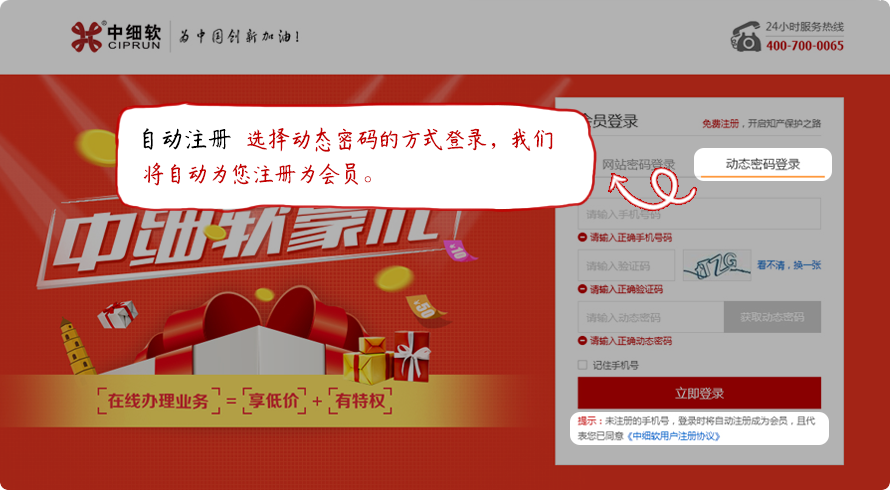 中细软®
CIPRUN
为中国创新加油!
24小时服务热线
400-700-0065
自动注册 选择动态密码的方式登录,我们
将自动为您注册为会员。
会员登录
免费注册,开启知产保护之路
网站密码登录
动态密码登录
请输入手机号码
请输入正确手机号码
请输入验证码
看不清,换一张
请输入正确验证码
请输入动态密码
获取动态密码
请输入正确动态密码
记住手机号
立即登录
提示:未注册的手机号,登录时将自动注册成为会员,且代
表您已同意《中细软用户注册协议》
中细软豪礼
¥10
¥50
在线办理业务 = 享低价 + 有特权